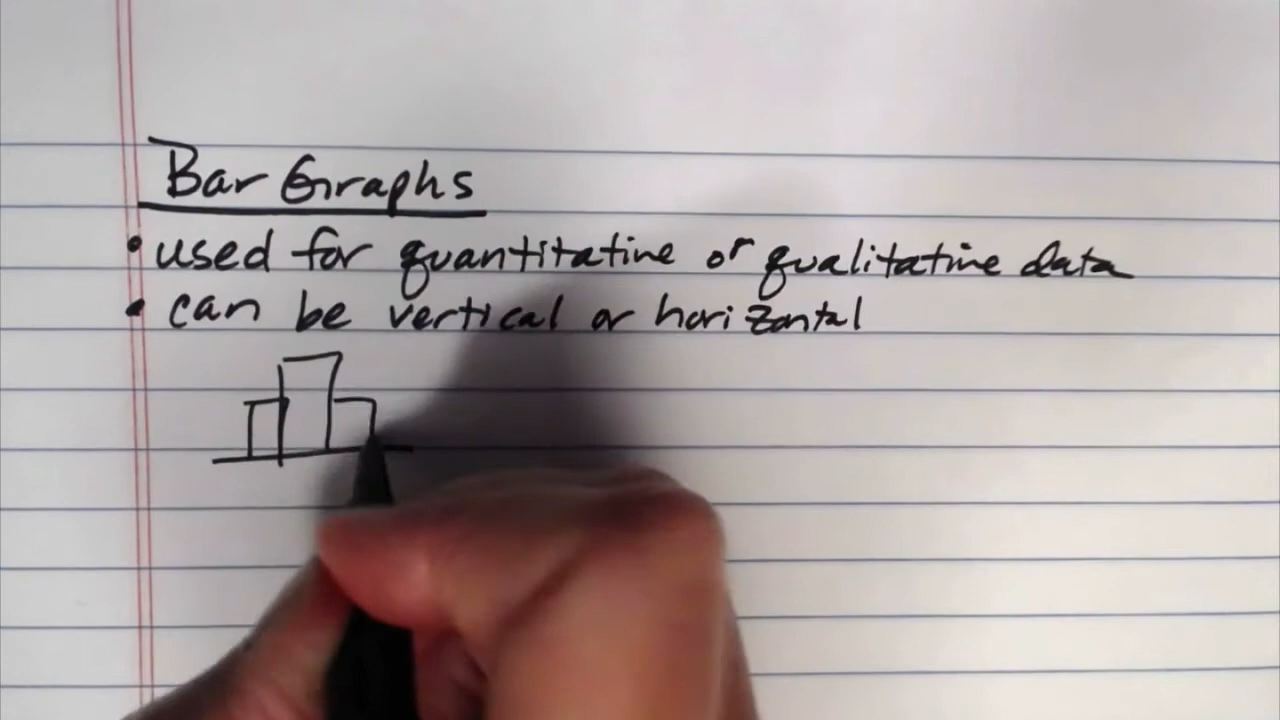 Bar Graphs
• used for quantitative or qualitative data
• can be vertical or horizontal